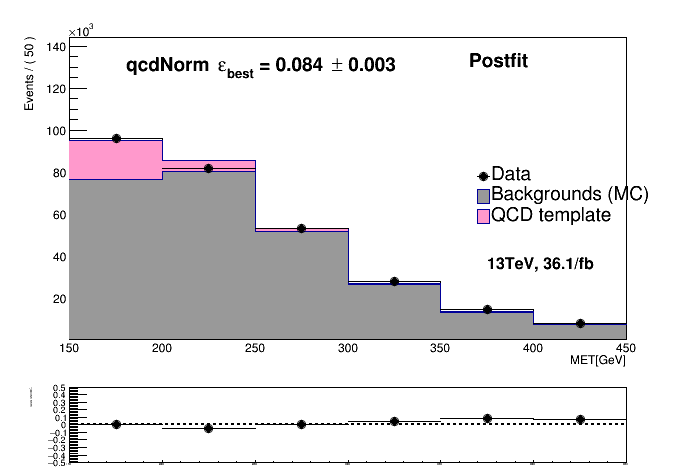 ×10³
Events / ( 50 )
140
120
100
80
60
40
20
qcdNorm ε_best = 0.084 ± 0.003
Postfit
Data
Backgrounds (MC)
QCD template
13TeV, 36.1/fb
150 200 250 300 350 400 450
MET[GeV]
0.5
0.4
0.3
0.2
0.1
0
−0.1
−0.2
−0.3
−0.4
−0.5